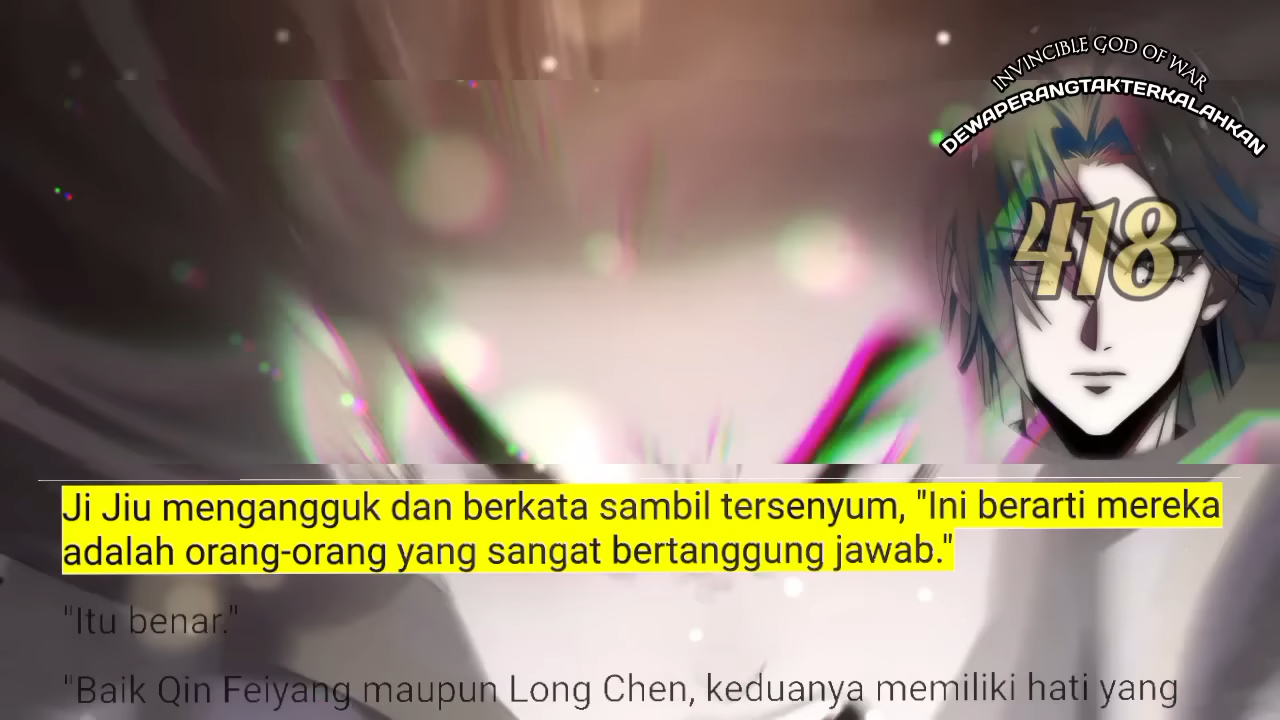 INVINCIBLE GOD OF WAR
DEWAPERANGTAKTERKALAHKAN
418
Ji Jiu mengangguk dan berkata sambil tersenyum, "Ini berarti mereka
adalah orang-orang yang sangat bertanggung jawab."
"Itu benar."
"Baik Qin Feiyang maupun Long Chen, keduanya memiliki hati yang